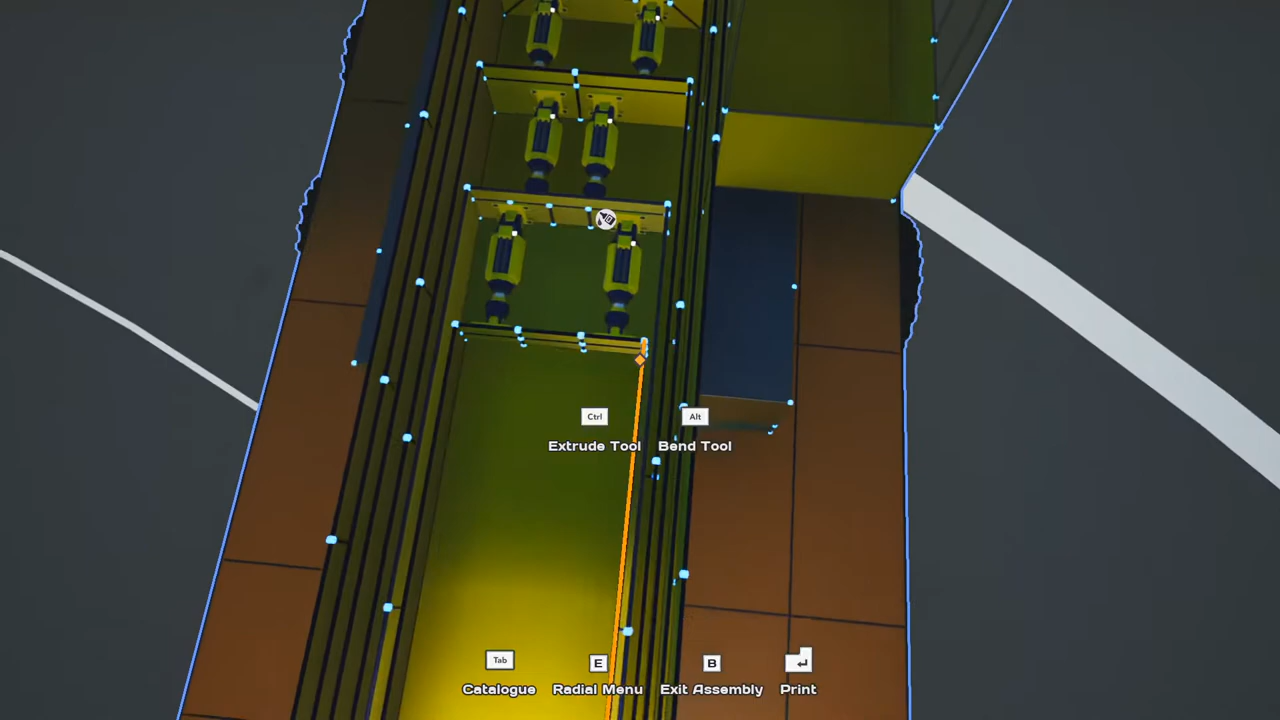 Ctrl Alt
Extrude Tool Bend Tool
Tab E B
Catalogue Radial Menu Exit Assembly Print